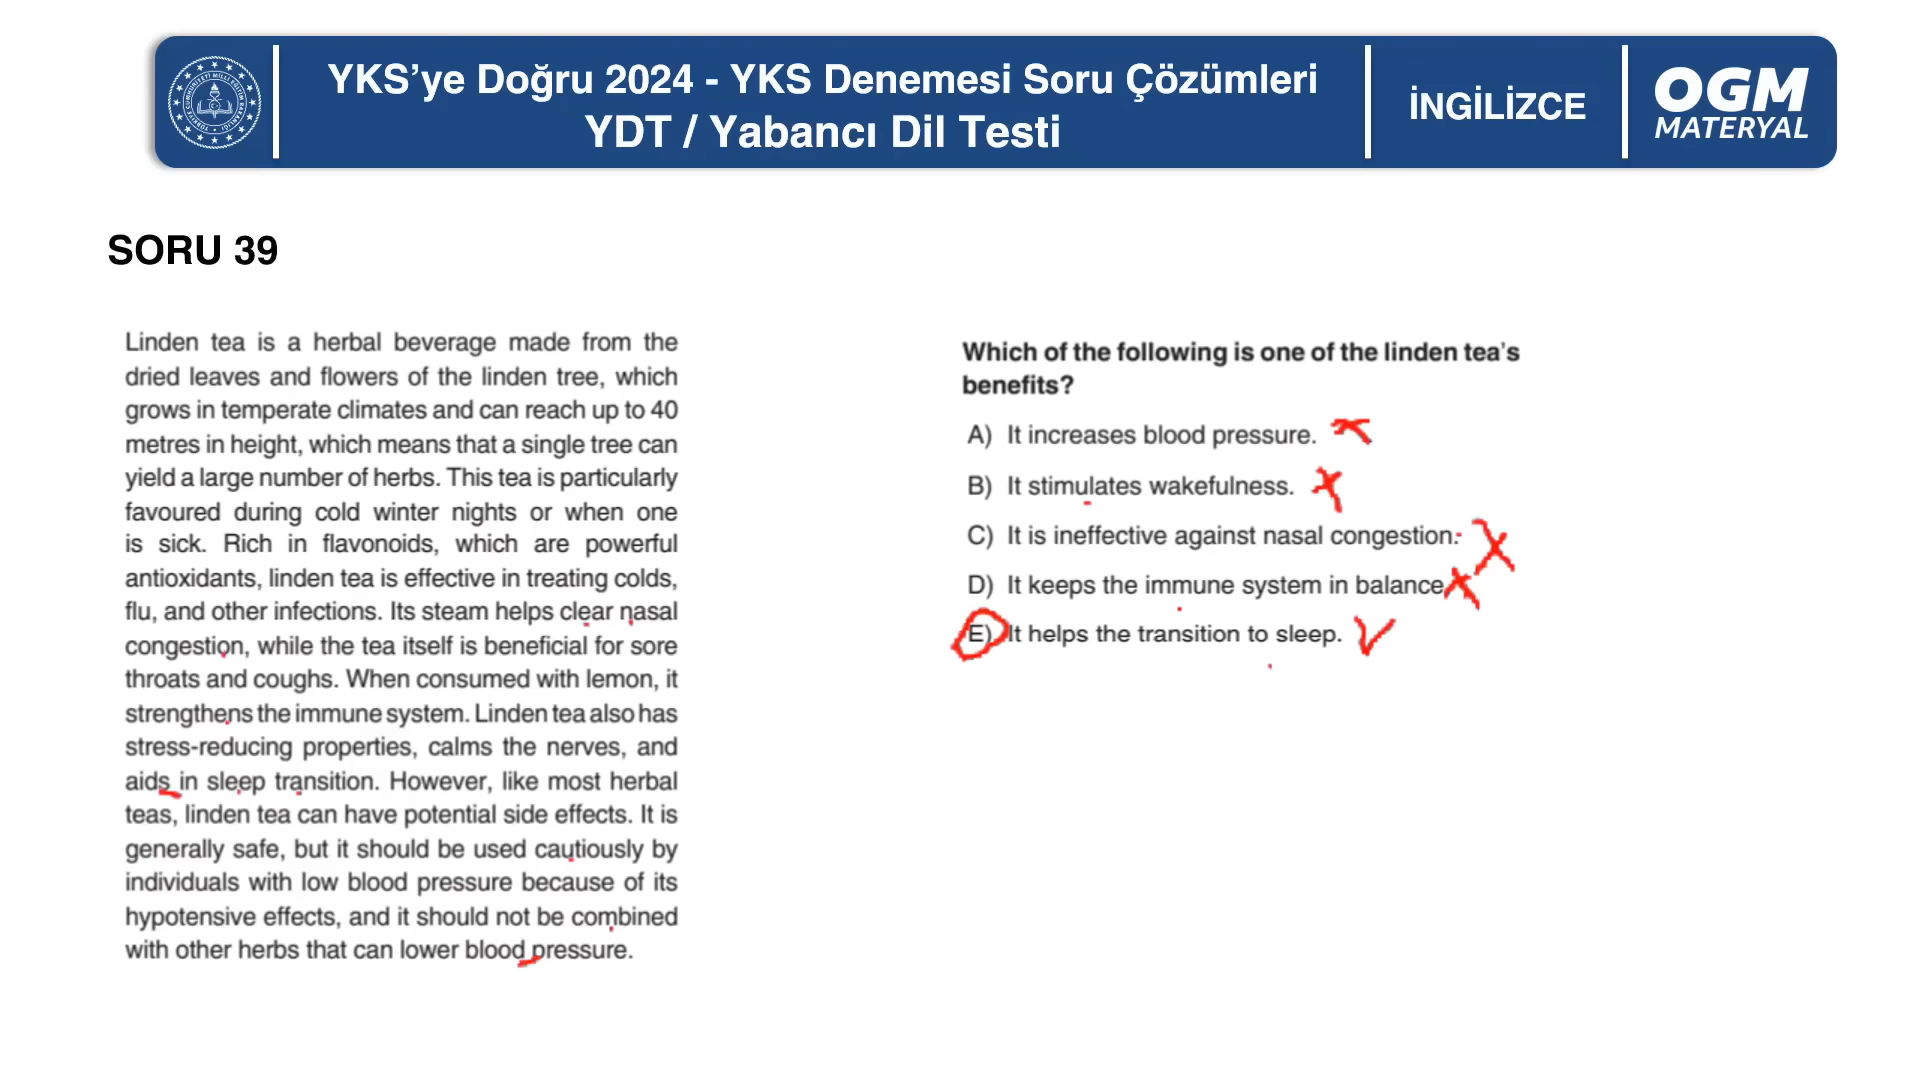 YKS’ye Doğru 2024 - YKS Denemesi Soru Çözümleri
YDT / Yabancı Dil Testi
İNGİLİZCE
OGM
MATERYAL
SORU 39
Linden tea is a herbal beverage made from the
dried leaves and flowers of the linden tree, which
grows in temperate climates and can reach up to 40
metres in height, which means that a single tree can
yield a large number of herbs. This tea is particularly
favoured during cold winter nights or when one
is sick. Rich in flavonoids, which are powerful
antioxidants, linden tea is effective in treating colds,
flu, and other infections. Its steam helps clear nasal
congestion, while the tea itself is beneficial for sore
throats and coughs. When consumed with lemon, it
strengthens the immune system. Linden tea also has
stress-reducing properties, calms the nerves, and
aids in sleep transition. However, like most herbal
teas, linden tea can have potential side effects. It is
generally safe, but it should be used cautiously by
individuals with low blood pressure because of its
hypotensive effects, and it should not be combined
with other herbs that can lower blood pressure.
Which of the following is one of the linden tea's
benefits?
A) It increases blood pressure.
B) It stimulates wakefulness.
C) It is ineffective against nasal congestion.
D) It keeps the immune system in balance
E) It helps the transition to sleep.